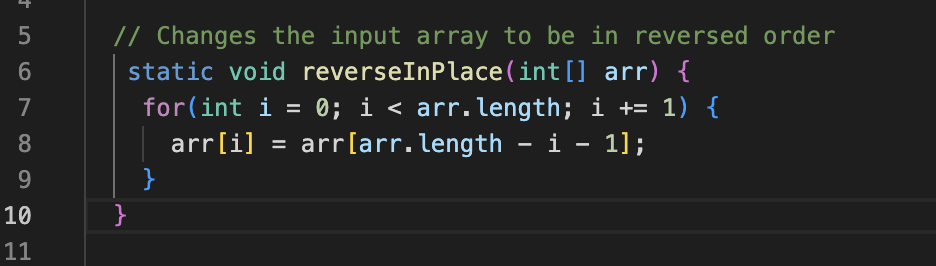 4
5 // Changes the input array to be in reversed order
6 static void reverseInPlace(int[] arr) {
7 for(int i = 0; i < arr.length; i += 1) {
8 arr[i] = arr[arr.length - i - 1];
9 }
10 }
11